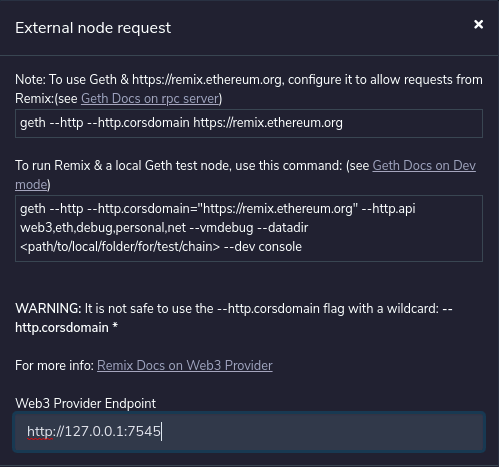 External node request
×
Note: To use Geth & https://remix.ethereum.org, configure it to allow requests from
Remix:(see Geth Docs on rpc server)
geth --http --http.corsdomain https://remix.ethereum.org
To run Remix & a local Geth test node, use this command: (see Geth Docs on Dev
mode)
geth --http --http.corsdomain="https://remix.ethereum.org" --http.api
web3,eth,debug,personal,net --vmdebug --datadir
<path/to/local/folder/for/test/chain> --dev console
WARNING: It is not safe to use the --http.corsdomain flag with a wildcard: --
http.corsdomain *
For more info: Remix Docs on Web3 Provider
Web3 Provider Endpoint
http://127.0.0.1:7545